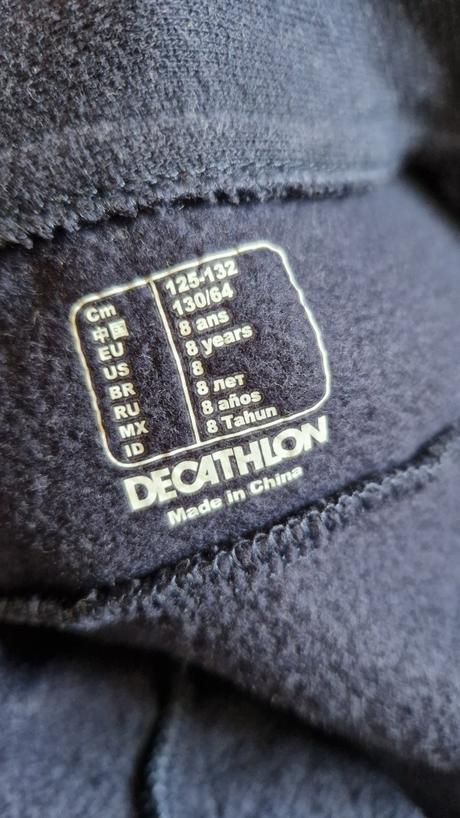 Cm 125-132
中国 130/64
EU 8 ans
US 8 years
BR 8
RU 8 лет
MX 8 años
ID 8 Tahun
DECATHLON
Made in China